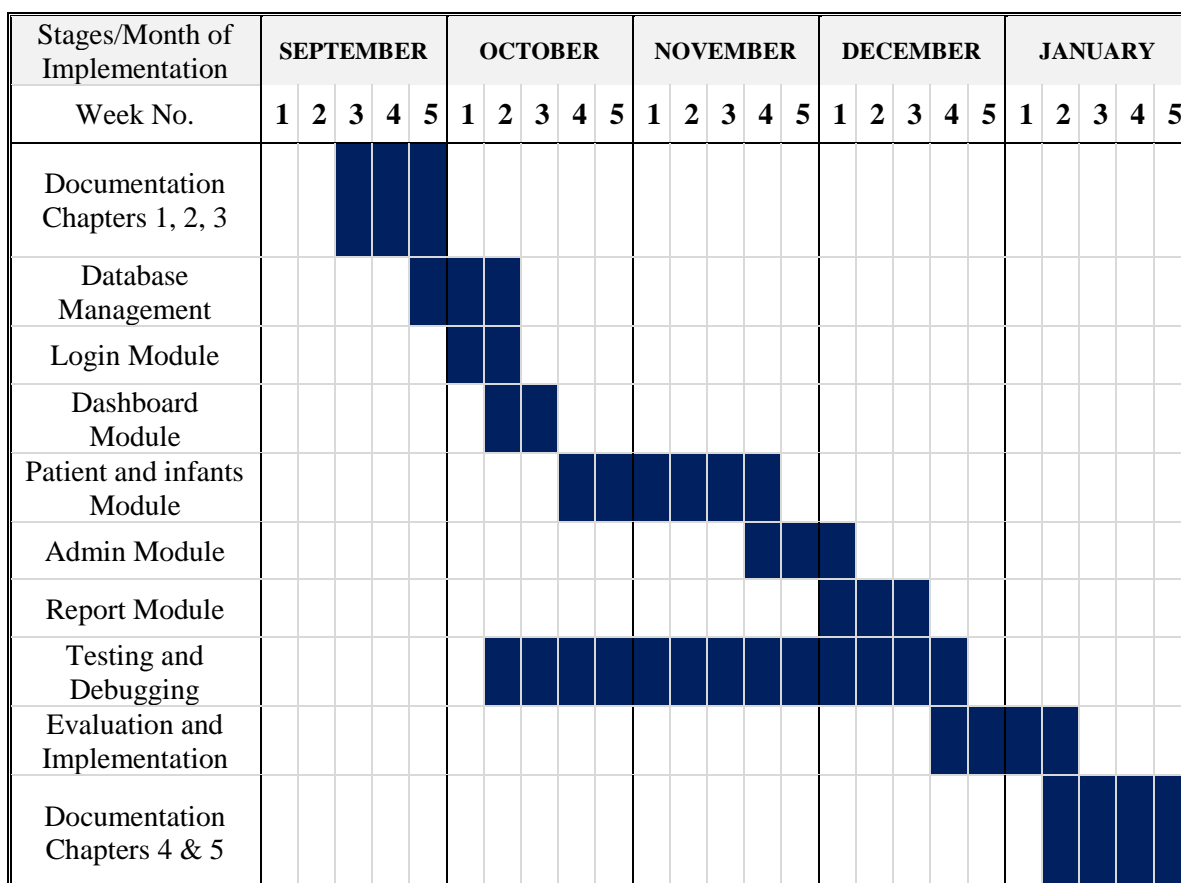 Stages/Month of
Implementation
SEPTEMBER OCTOBER NOVEMBER DECEMBER JANUARY
Week No. 1 2 3 4 5 1 2 3 4 5 1 2 3 4 5 1 2 3 4 5 1 2 3 4 5
Documentation
Chapters 1, 2, 3
Database
Management
Login Module
Dashboard
Module
Patient and infants
Module
Admin Module
Report Module
Testing and
Debugging
Evaluation and
Implementation
Documentation
Chapters 4 & 5